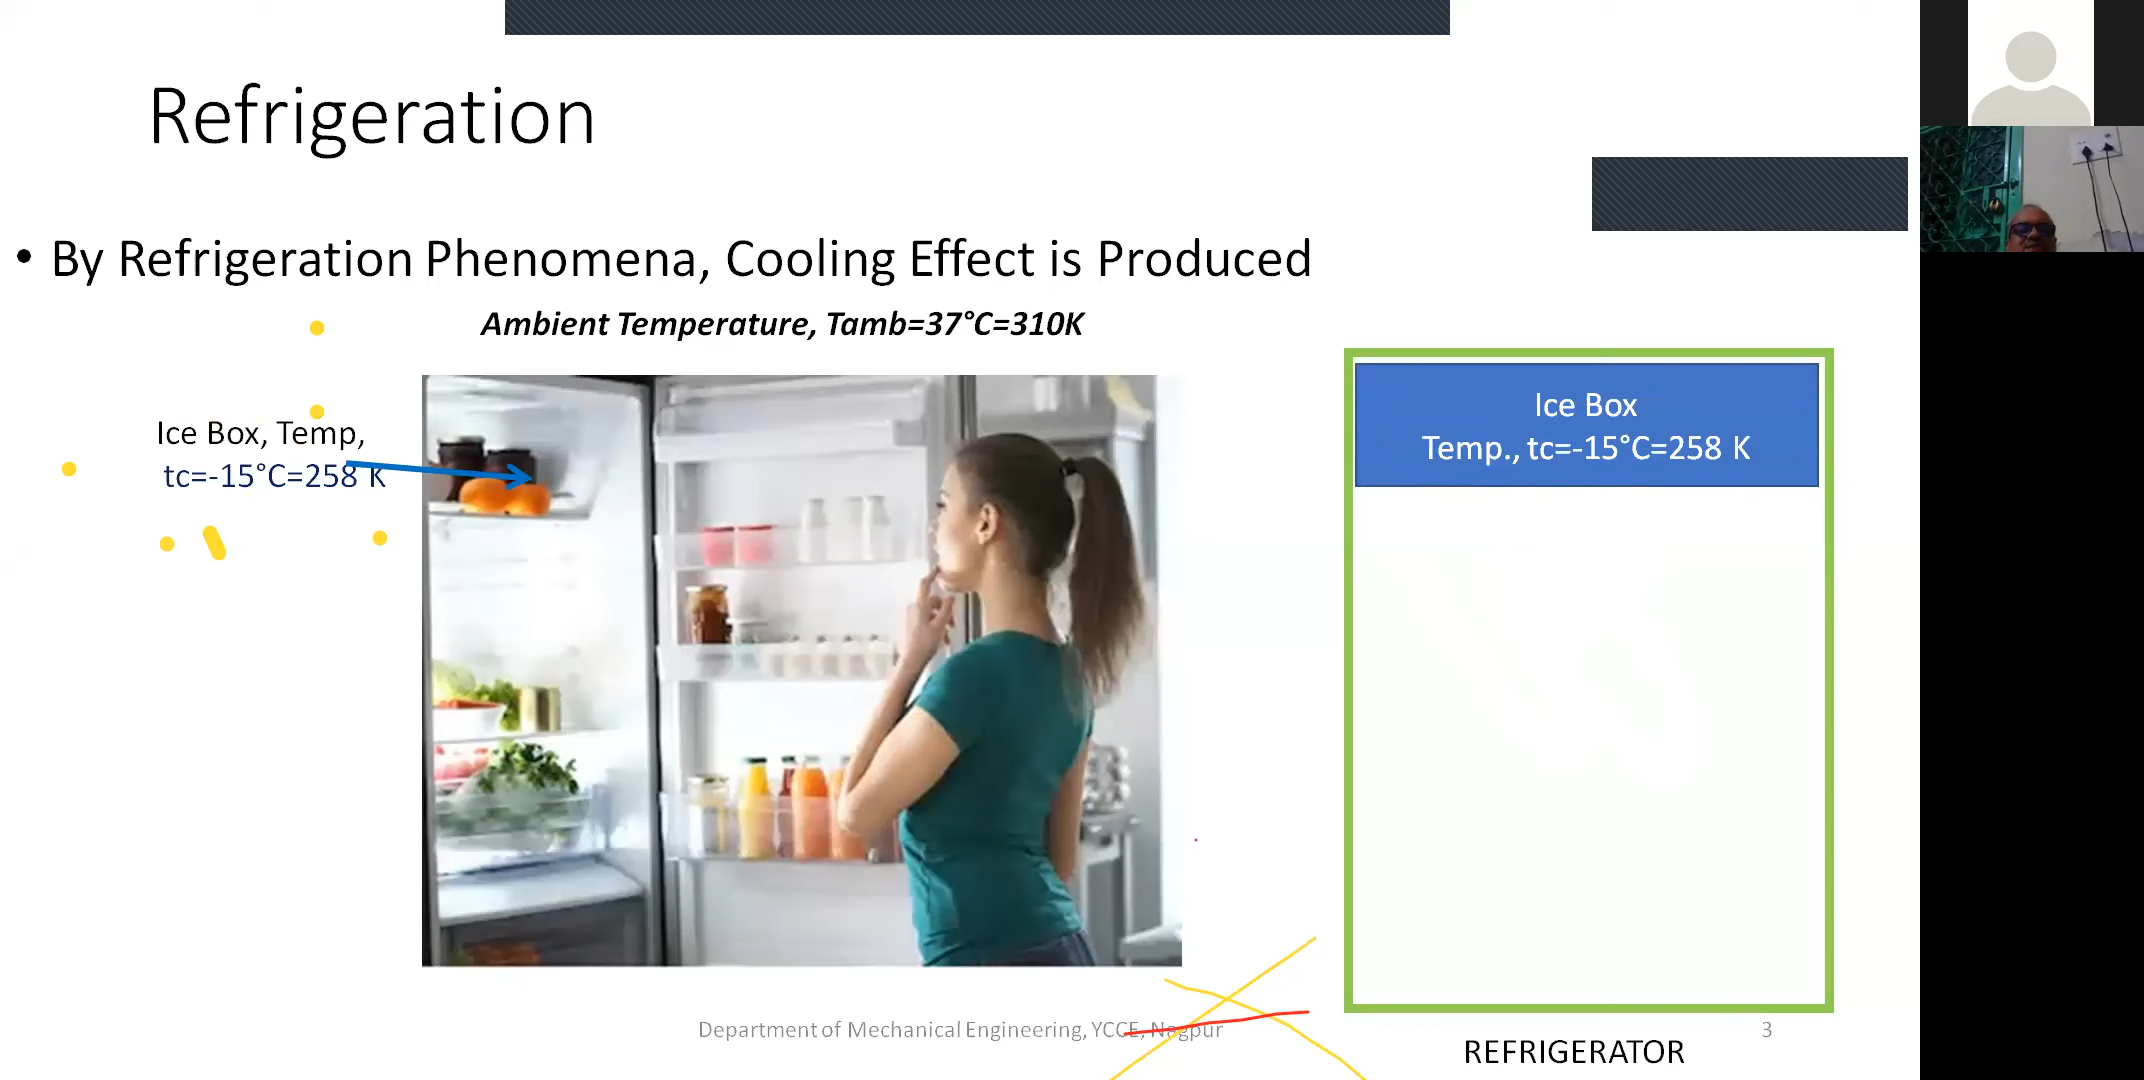 Refrigeration
• By Refrigeration Phenomena, Cooling Effect is Produced
Ambient Temperature, Tamb=37°C=310K
Ice Box, Temp,
tc=-15°C=258 K
Ice Box
Temp., tc=-15°C=258 K
Department of Mechanical Engineering, YCCE, Nagpur
3
REFRIGERATOR